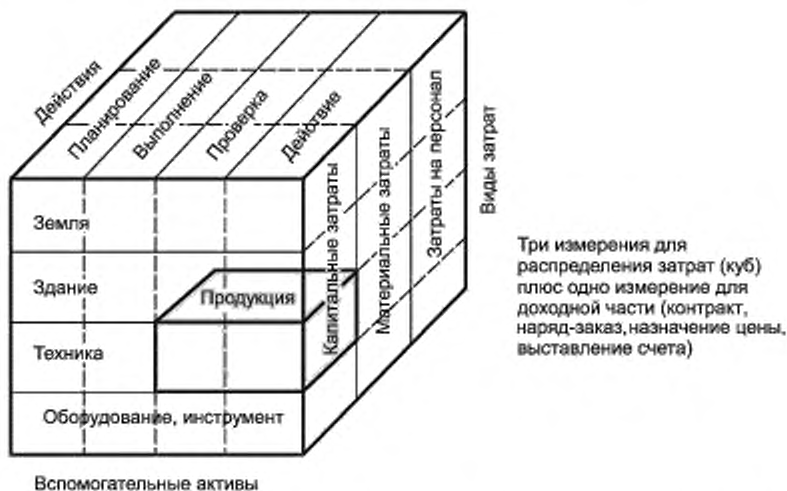 Действия
Планирование
Выполнение
Проверка
Действие
Земля
Здание
Техника
Оборудование, инструмент
Продукция
Капитальные затраты
Материальные затраты
Затраты на персонал
Виды затрат
Вспомогательные активы
Три измерения для
распределения затрат (куб)
плюс одно измерение для
доходной части (контракт,
наряд-заказ, назначение цены,
выставление счета)